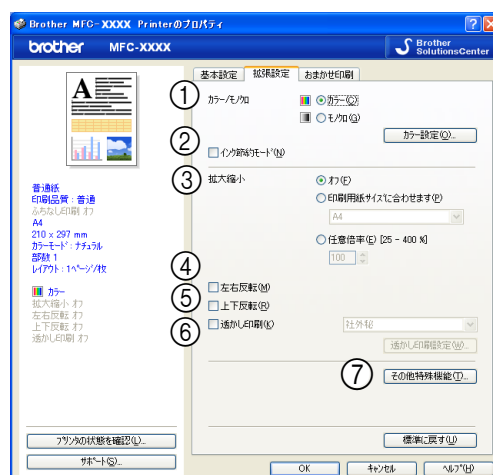 Brother MFC-XXXX Printerのプロパティ
brother MFC-XXXX
Brother
SolutionsCenter
基本設定 拡張設定 おまかせ印刷
① カラー/モノクロ
カラー(C)
モノクロ(G)
カラー設定(O)...
② インク節約モード(N)
③ 拡大縮小
オフ(F)
印刷用紙サイズに合わせます(P)
A4
任意倍率(E) [25 - 400 %]
100
④ 左右反転(M)
⑤ 上下反転(R)
⑥ 透かし印刷(K)
社外秘
透かし印刷設定(W)...
⑦ その他特殊機能(T)...
標準に戻す(U)
普通紙
印刷品質 : 普通
ふちなし印刷 オフ
A4
210 x 297 mm
カラーモード : ナチュラル
部数 1
レイアウト : 1ページ/枚
カラー
拡大縮小 オフ
左右反転 オフ
上下反転 オフ
透かし印刷 オフ
プリンタの状態を確認(L)...
サポート(S)...
OK キャンセル ヘルプ(H)